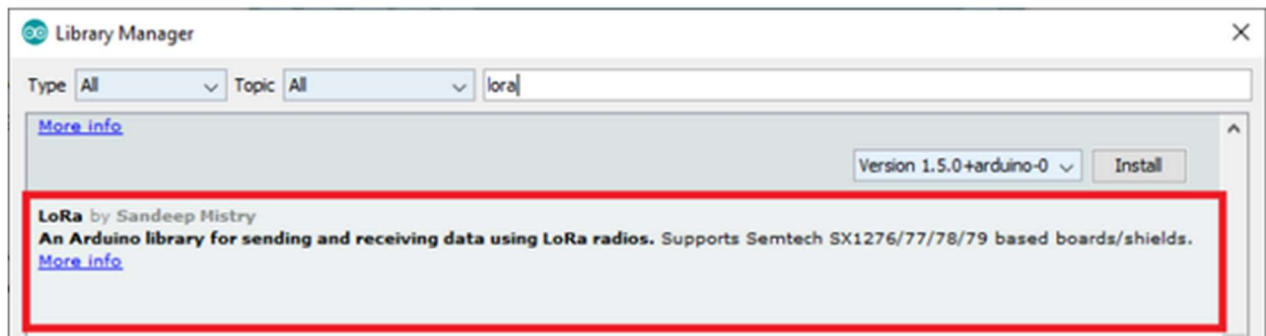 Library Manager
Type All Topic All lora
More info
Version 1.5.0+arduino-0 Install
LoRa by Sandeep Mistry
An Arduino library for sending and receiving data using LoRa radios. Supports Semtech SX1276/77/78/79 based boards/shields.
More info